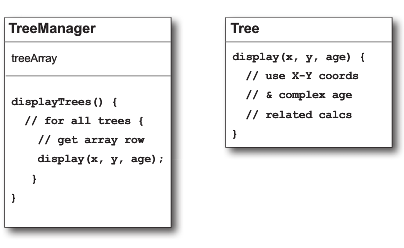 TreeManager
treeArray
displayTrees() {
// for all trees {
// get array row
display(x, y, age);
}
}
Tree
display(x, y, age) {
// use X-Y coords
// & complex age
// related calcs
}